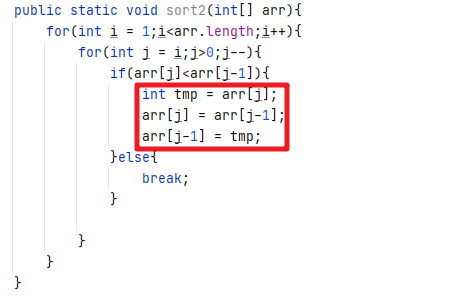 public static void sort2(int[] arr){
for(int i = 1;i<arr.length;i++){
for(int j = i;j>0;j--){
if(arr[j]<arr[j-1]){
int tmp = arr[j];
arr[j] = arr[j-1];
arr[j-1] = tmp;
}else{
break;
}
}
}
}